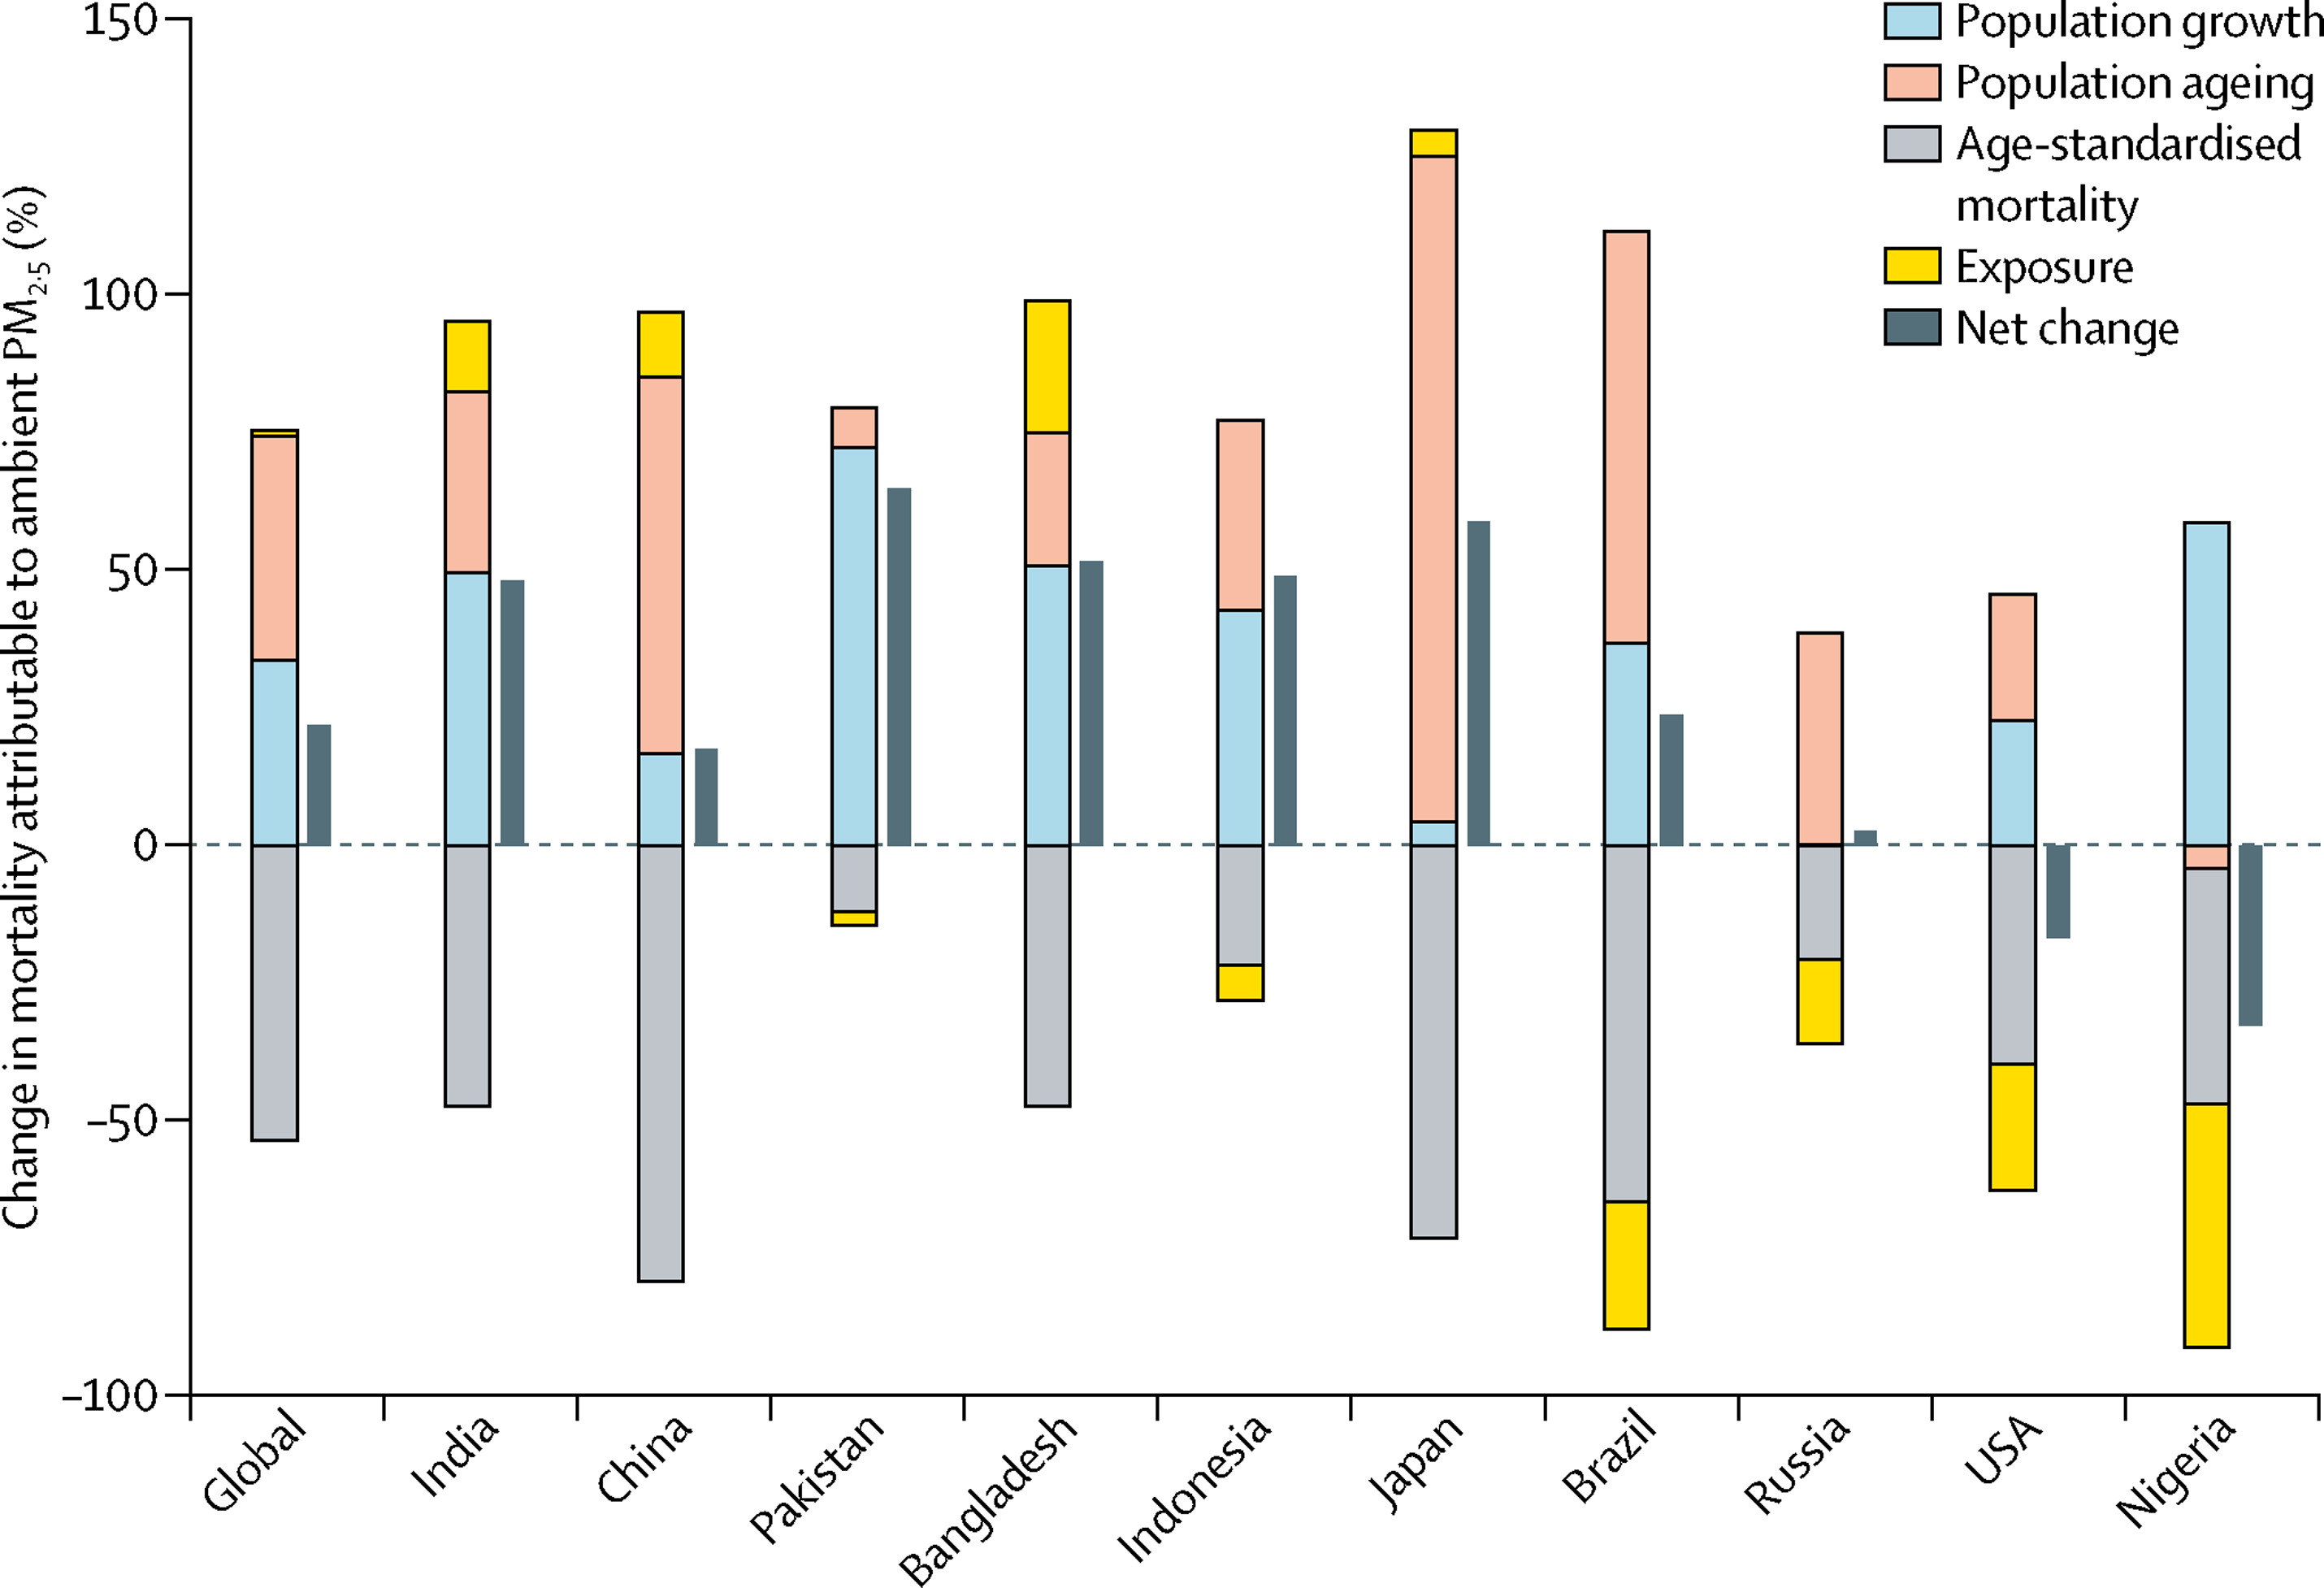 Change in mortality attributable to ambient PM2·5 (%)
150
100
50
0
–50
–100
Population growth
Population ageing
Age-standardised
mortality
Exposure
Net change
Global
India
China
Pakistan
Bangladesh
Indonesia
Japan
Brazil
Russia
USA
Nigeria